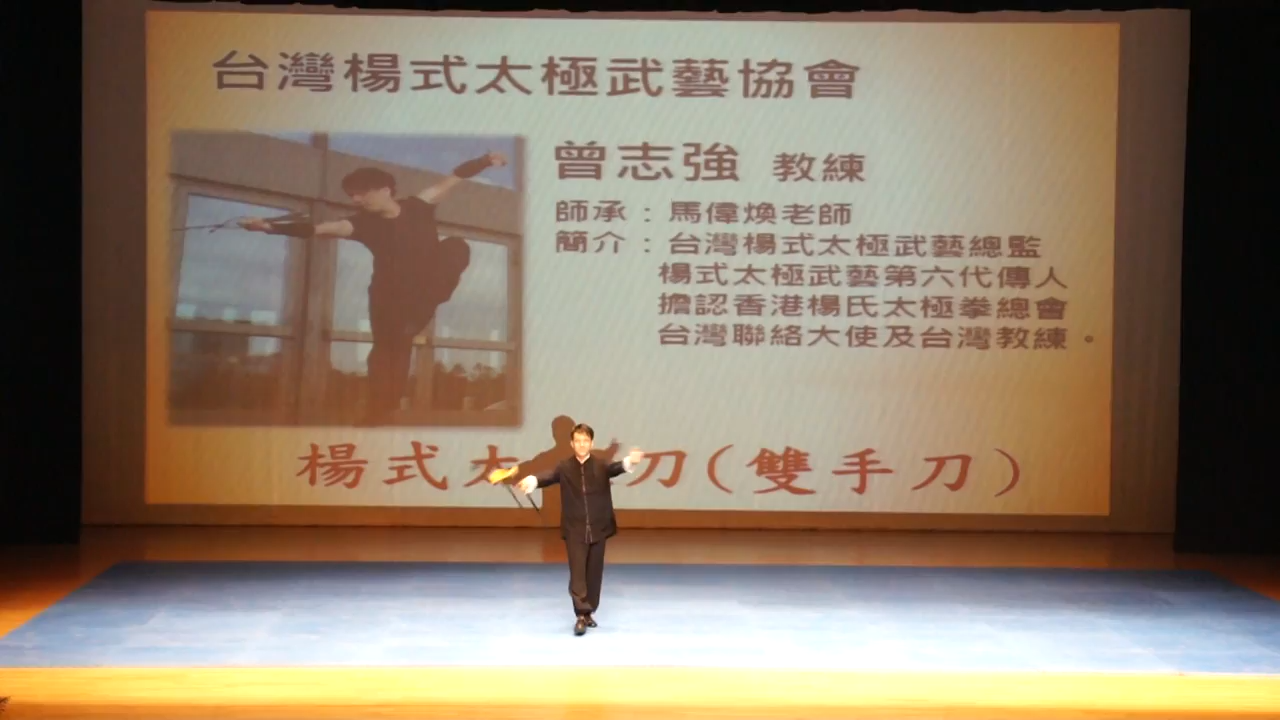 台灣楊式太極武藝協會
曾志強 教練
師承：馬偉煥老師
簡介：台灣楊式太極武藝總監
楊式太極武藝第六代傳人
擔認香港楊氏太極拳總會
台灣聯絡大使及台灣教練。
楊式太 刀(雙手刀)